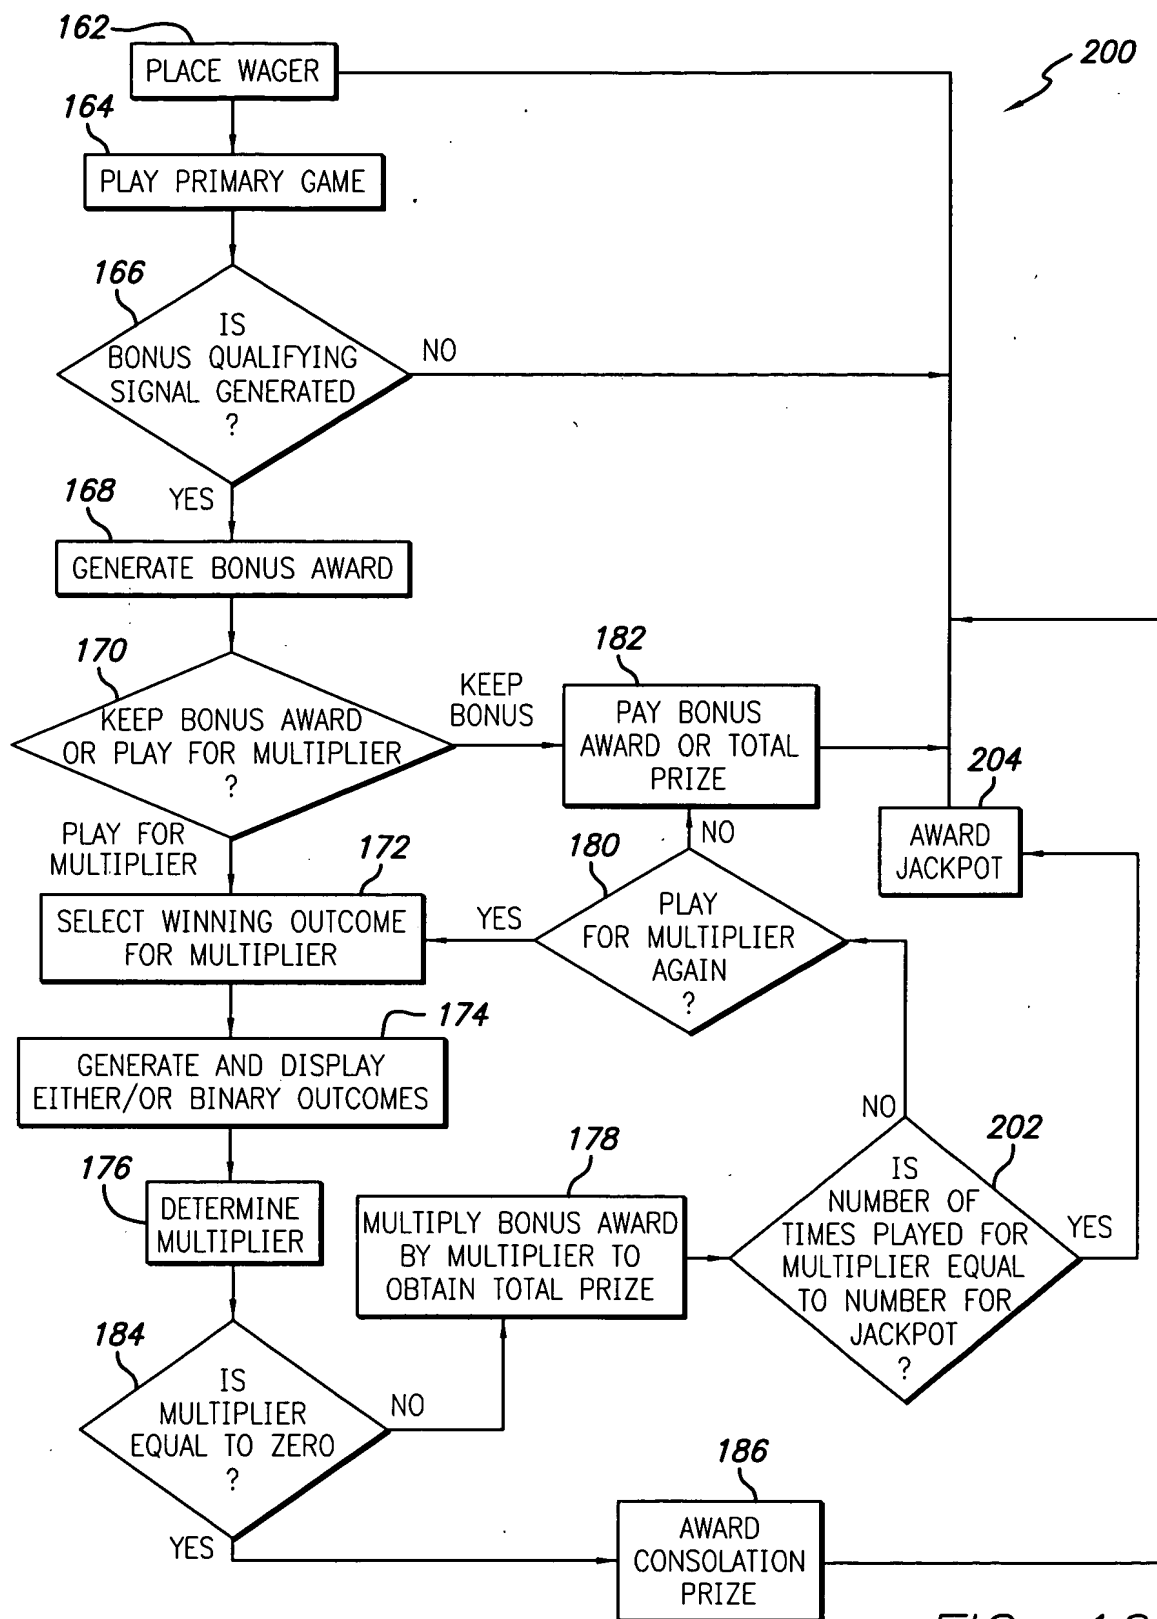 162
PLACE WAGER
200
164
PLAY PRIMARY GAME
166
IS
BONUS QUALIFYING
SIGNAL GENERATED
?
NO
YES
168
GENERATE BONUS AWARD
170
KEEP BONUS AWARD
OR PLAY FOR MULTIPLIER
?
KEEP
BONUS
182
PAY BONUS
AWARD OR TOTAL
PRIZE
204
AWARD
JACKPOT
PLAY FOR
MULTIPLIER
172
SELECT WINNING OUTCOME
FOR MULTIPLIER
YES
180
NO
PLAY
FOR MULTIPLIER
AGAIN
?
174
GENERATE AND DISPLAY
EITHER/OR BINARY OUTCOMES
176
DETERMINE
MULTIPLIER
178
MULTIPLY BONUS AWARD
BY MULTIPLIER TO
OBTAIN TOTAL PRIZE
NO
202
IS
NUMBER OF
TIMES PLAYED FOR
MULTIPLIER EQUAL
TO NUMBER FOR
JACKPOT
?
YES
184
IS
MULTIPLIER
EQUAL TO ZERO
?
NO
YES
186
AWARD
CONSOLATION
PRIZE